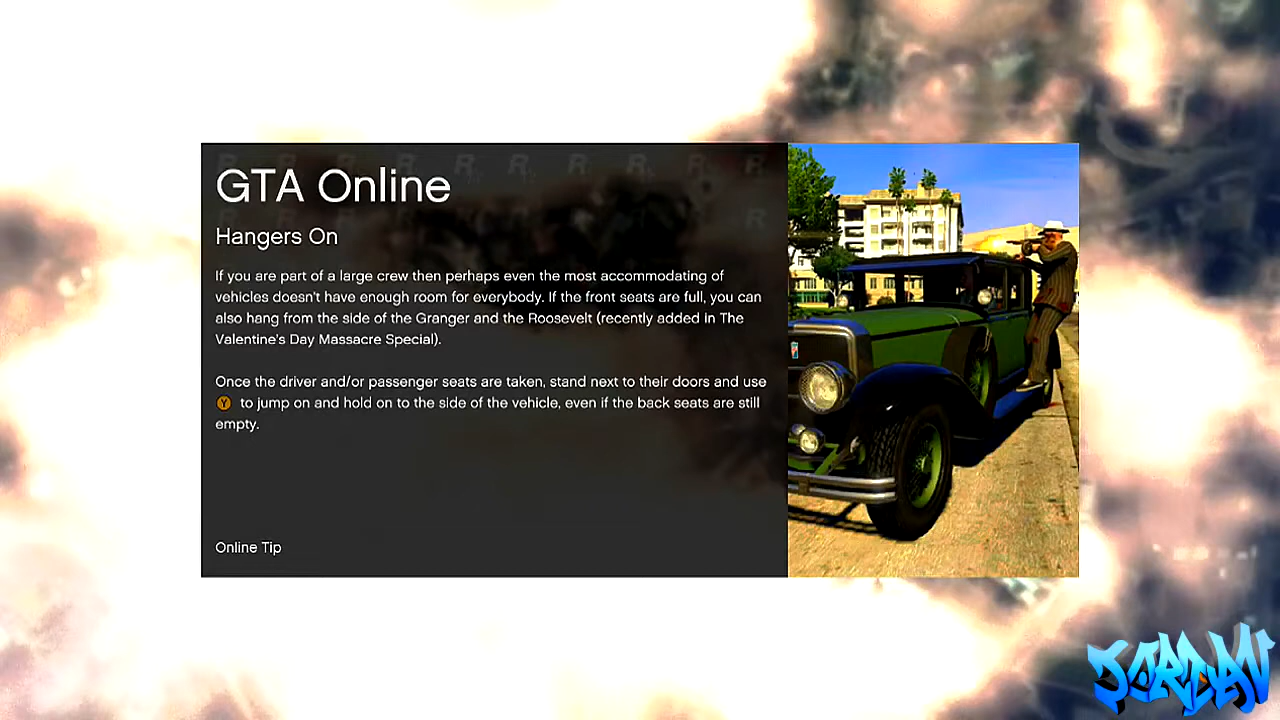 GTA Online
Hangers On
If you are part of a large crew then perhaps even the most accommodating of
vehicles doesn't have enough room for everybody. If the front seats are full, you can
also hang from the side of the Granger and the Roosevelt (recently added in The
Valentine's Day Massacre Special).
Once the driver and/or passenger seats are taken, stand next to their doors and use
Y to jump on and hold on to the side of the vehicle, even if the back seats are still
empty.
Online Tip
JORDAN